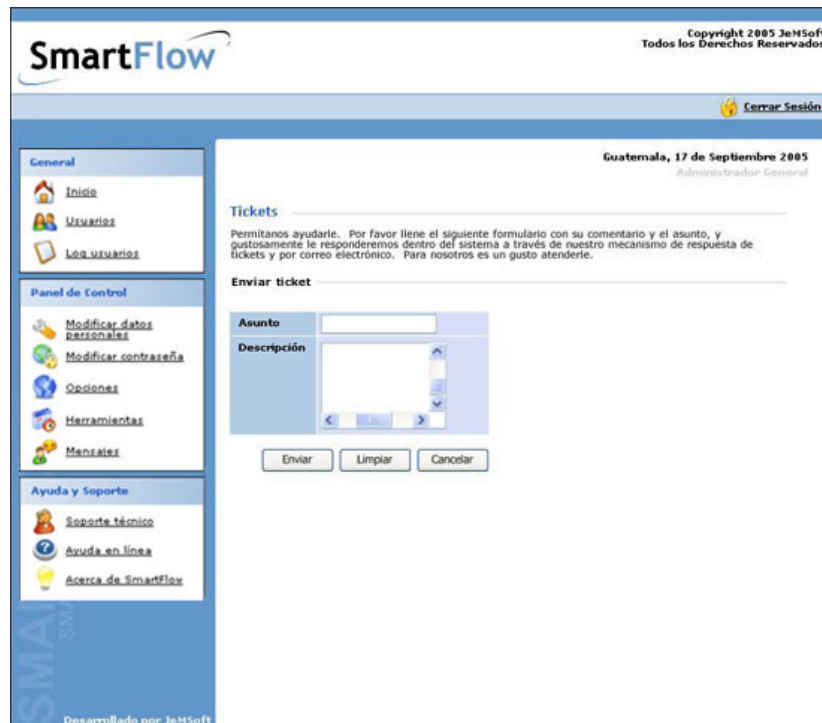 SmartFlow
Copyright 2005 JeMSoft
Todos los Derechos Reservados
Cerrar Sesión
General
Inicio
Usuarios
Log usuarios
Panel de Control
Modificar datos
personales
Modificar contraseña
Opciones
Herramientas
Mensajes
Ayuda y Soporte
Soporte técnico
Ayuda en línea
Acerca de SmartFlow
SMA
SMA
Desarrollado por JeMSoft
Guatemala, 17 de Septiembre 2005
Administrador General
Tickets
Permítanos ayudarle. Por favor llene el siguiente formulario con su comentario y el asunto, y
gustosamente le responderemos dentro del sistema a través de nuestro mecanismo de respuesta de
tickets y por correo electrónico. Para nosotros es un gusto atenderle.
Enviar ticket
Asunto
Descripción
Enviar
Limpiar
Cancelar